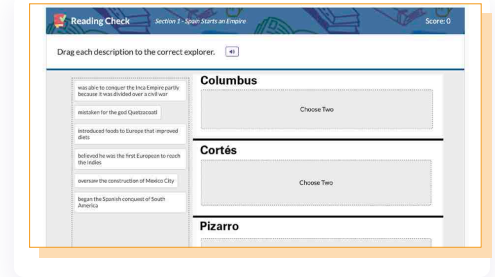 Reading Check
Section 1 - Spain Starts an Empire
Score: 0
Drag each description to the correct explorer.
was able to conquer the Inca Empire partly
because it was divided over a civil war
mistaken for the god Quetzacoatl
introduced foods to Europe that improved
diets
believed he was the first European to reach
the Indies
oversaw the construction of Mexico City
began the Spanish conquest of South
America
Columbus
Choose Two
Cortés
Choose Two
Pizarro